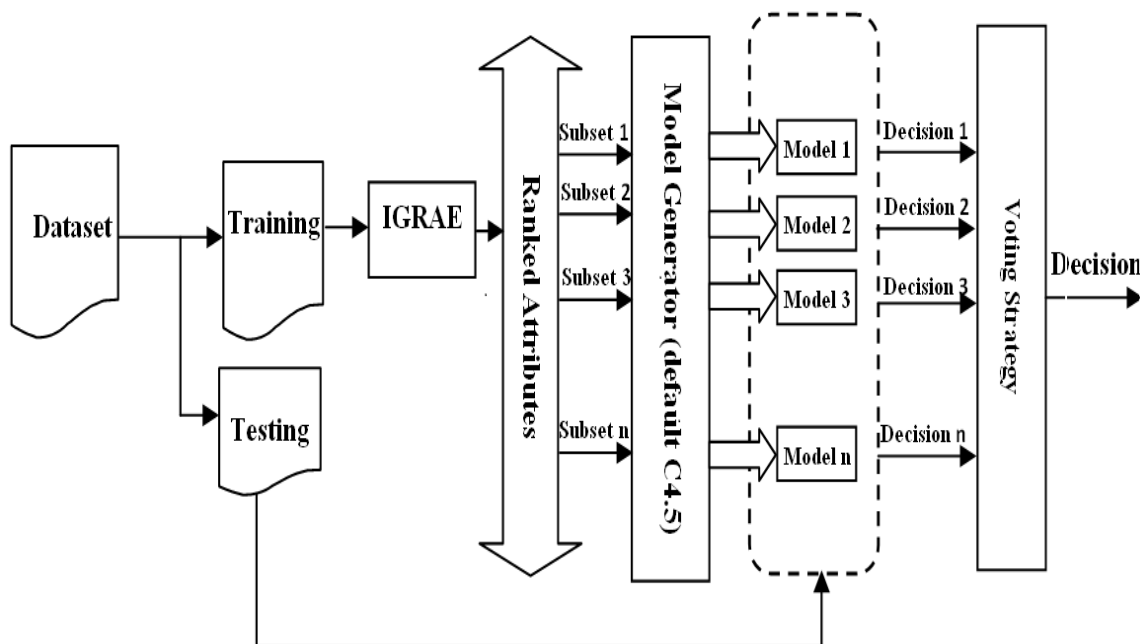 Dataset
Training
Testing
IGRAE
Ranked Attributes
Subset 1
Subset 2
Subset 3
Subset n
Model Generator (default C4.5)
Model 1
Model 2
Model 3
Model n
Decision 1
Decision 2
Decision 3
Decision n
Voting Strategy
Decision